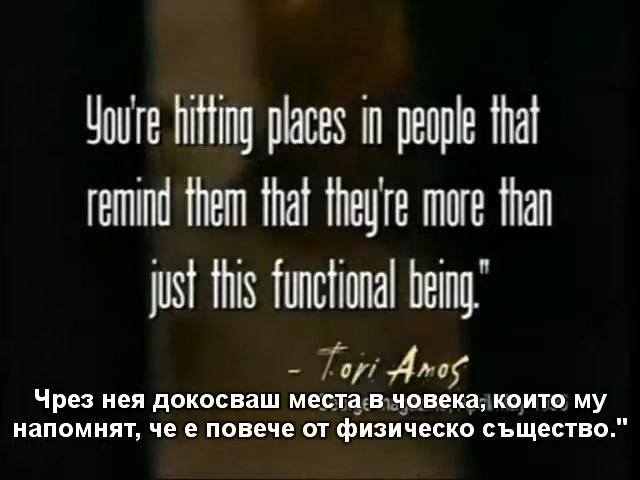 You're hitting places in people that
remind them that they're more than
just this functional being."
- Tori Amos
Чрез нея докосваш места в човека, които му
напомнят, че е повече от физическо същество."